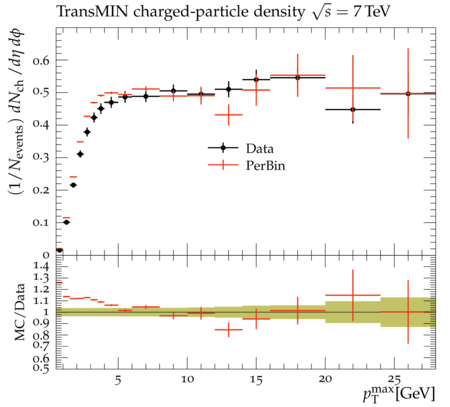 TransMIN charged-particle density √s = 7 TeV
(1/N_events) dN_ch/dη dφ
0.6
0.5
0.4
0.3
0.2
0.1
0
Data
PerBin
MC/Data
1.4
1.3
1.2
1.1
1
0.9
0.8
0.7
0.6
0.5
5 10 15 20 25
p_T^max[GeV]